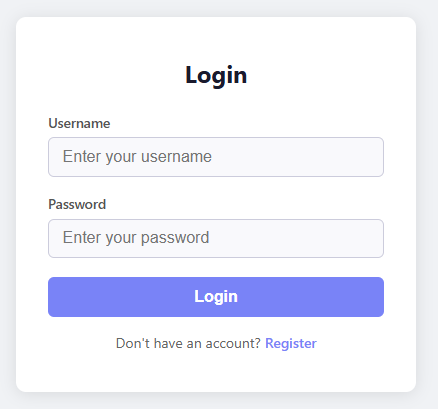 Login
Username
Enter your username
Password
Enter your password
Login
Don't have an account? Register